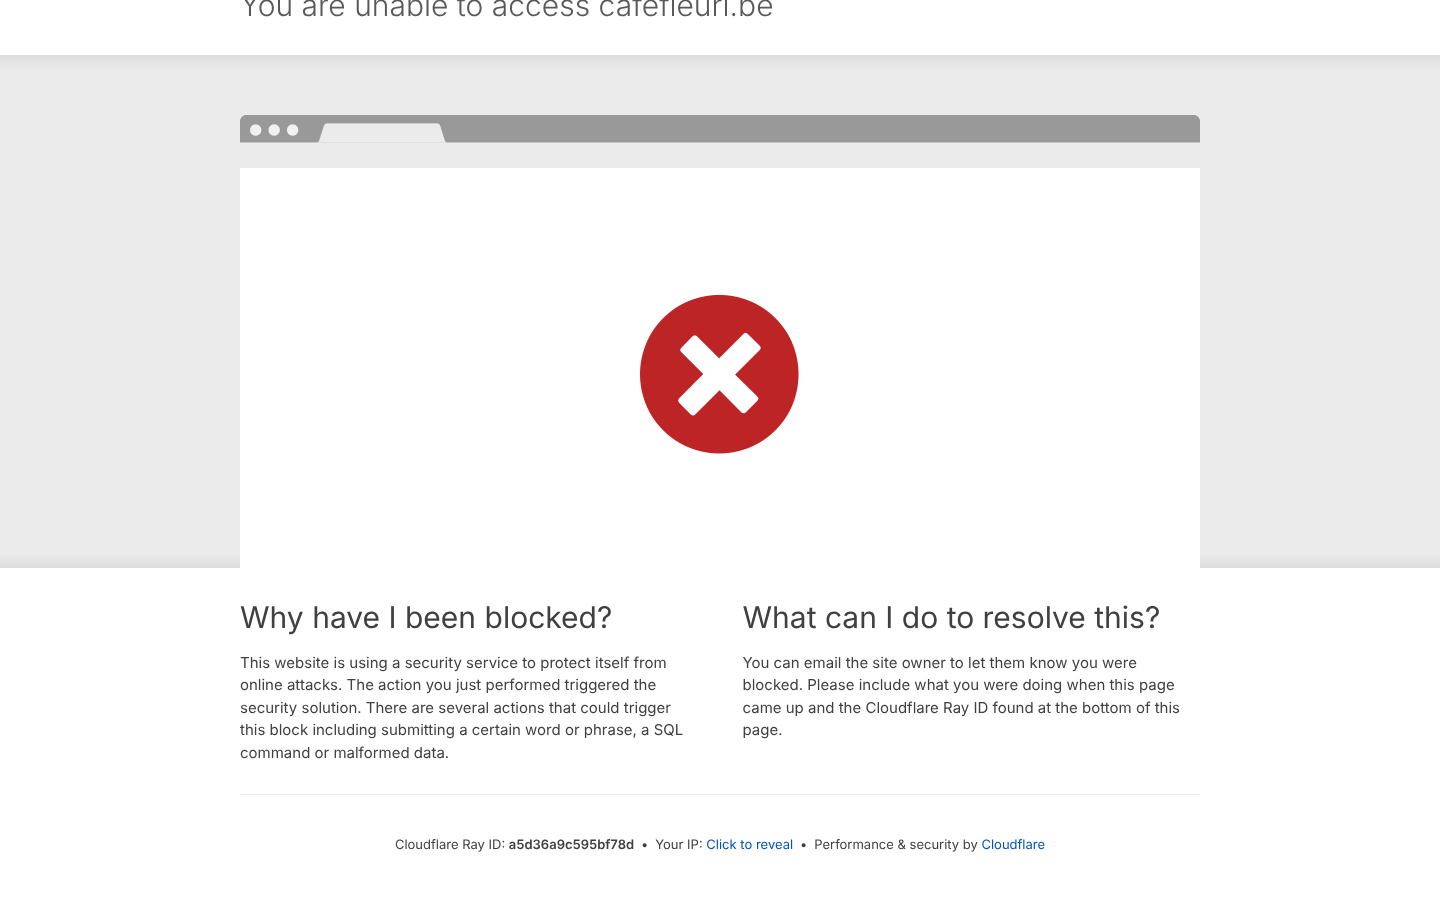 You are unable to access cafefleuri.be
Why have I been blocked?
This website is using a security service to protect itself from
online attacks. The action you just performed triggered the
security solution. There are several actions that could trigger
this block including submitting a certain word or phrase, a SQL
command or malformed data.
What can I do to resolve this?
You can email the site owner to let them know you were
blocked. Please include what you were doing when this page
came up and the Cloudflare Ray ID found at the bottom of this
page.
Cloudflare Ray ID: a5d36a9c595bf78d • Your IP: Click to reveal • Performance & security by Cloudflare